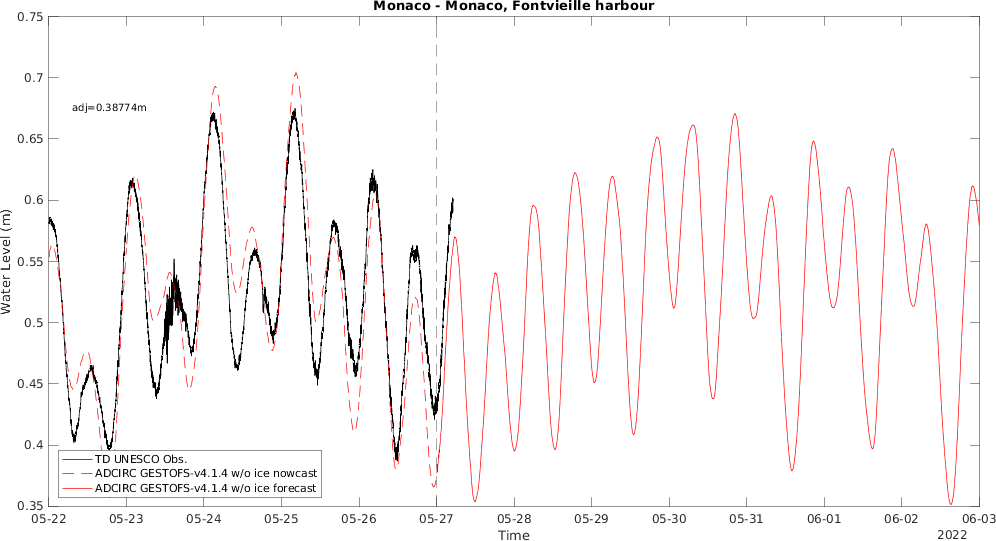 Monaco - Monaco, Fontvieille harbour
0.75
0.7
0.65
0.6
0.55
0.5
0.45
0.4
0.35
Water Level (m)
adj=0.38774m
TD UNESCO Obs.
ADCIRC GESTOFS-v4.1.4 w/o ice nowcast
ADCIRC GESTOFS-v4.1.4 w/o ice forecast
05-22 05-23 05-24 05-25 05-26 05-27 05-28 05-29 05-30 05-31 06-01 06-02 06-03
Time
2022